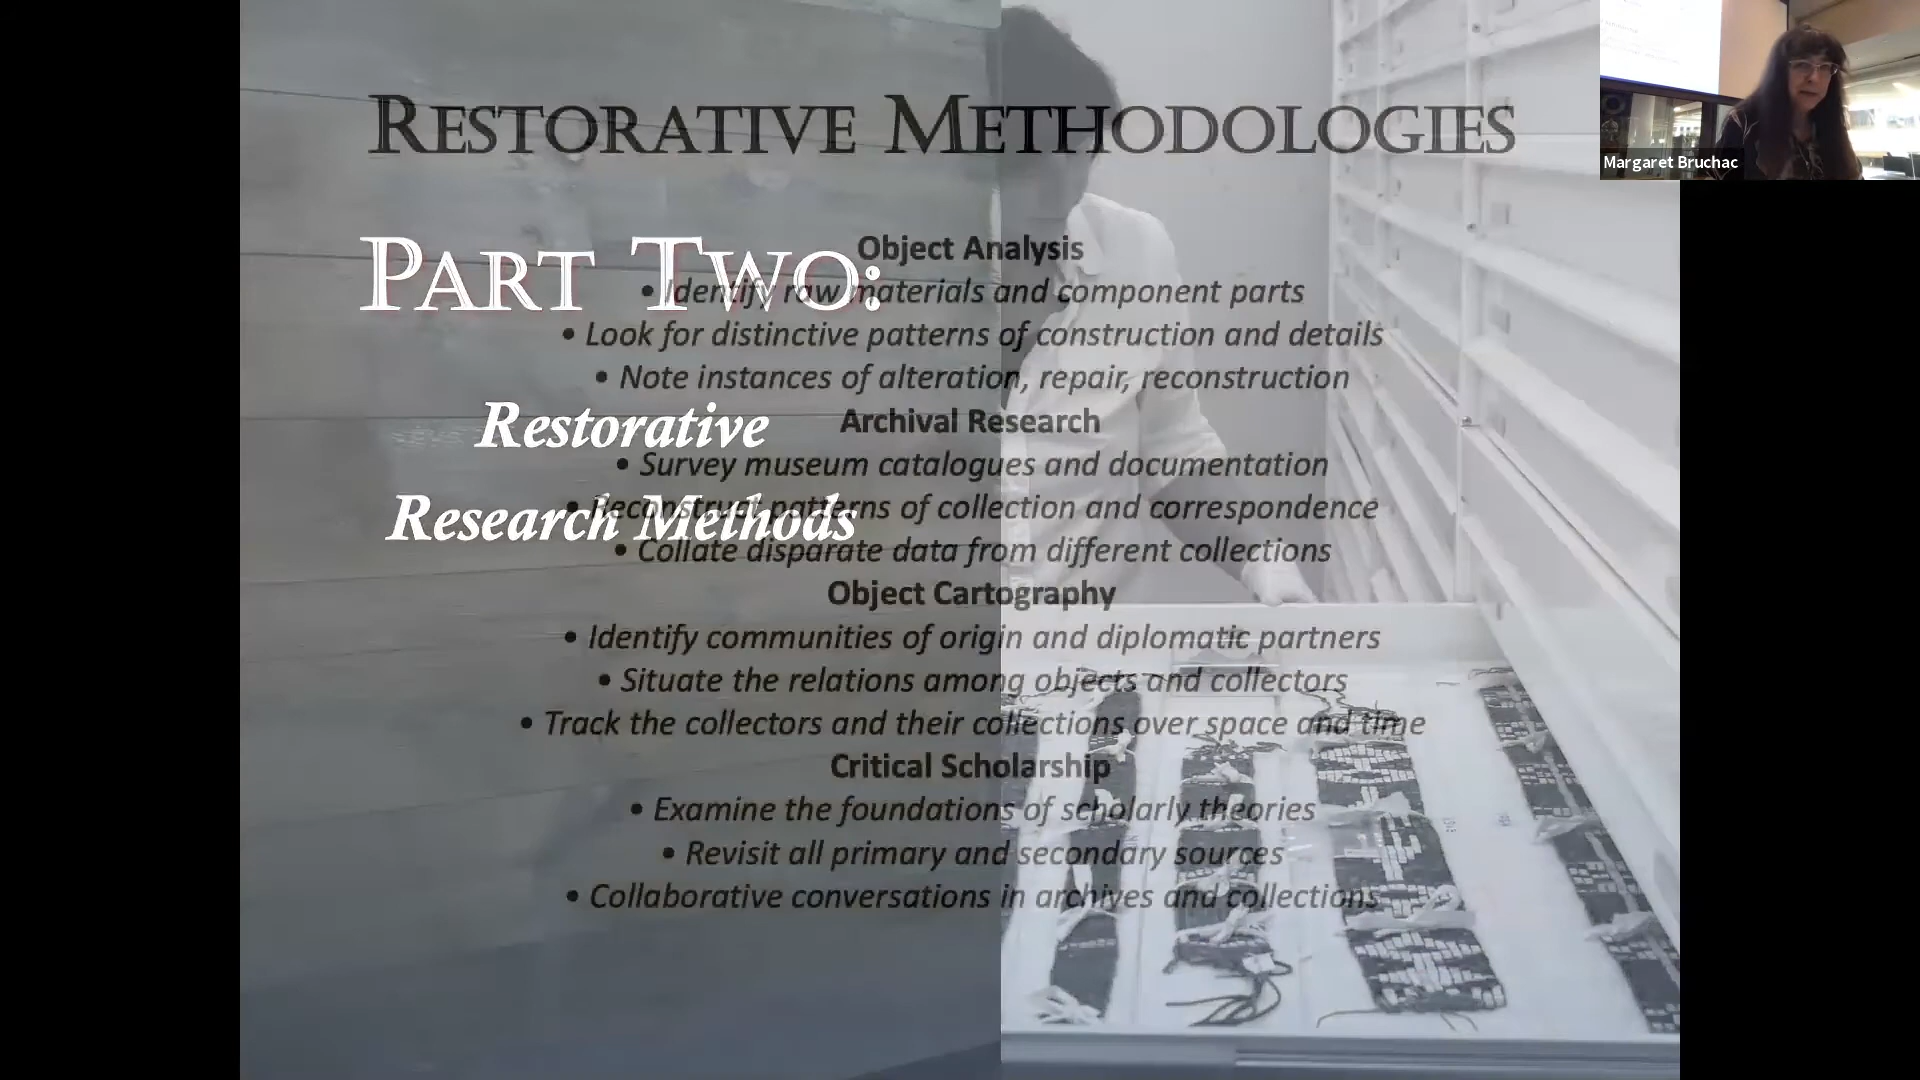 RESTORATIVE METHODOLOGIES
PART TWO:
Restorative
Research Methods
Object Analysis
• Identify raw materials and component parts
• Look for distinctive patterns of construction and details
• Note instances of alteration, repair, reconstruction
Archival Research
• Survey museum catalogues and documentation
• Reconstruct patterns of collection and correspondence
• Collate disparate data from different collections
Object Cartography
• Identify communities of origin and diplomatic partners
• Situate the relations among objects and collectors
• Track the collectors and their collections over space and time
Critical Scholarship
• Examine the foundations of scholarly theories
• Revisit all primary and secondary sources
• Collaborative conversations in archives and collections
Margaret Bruchac